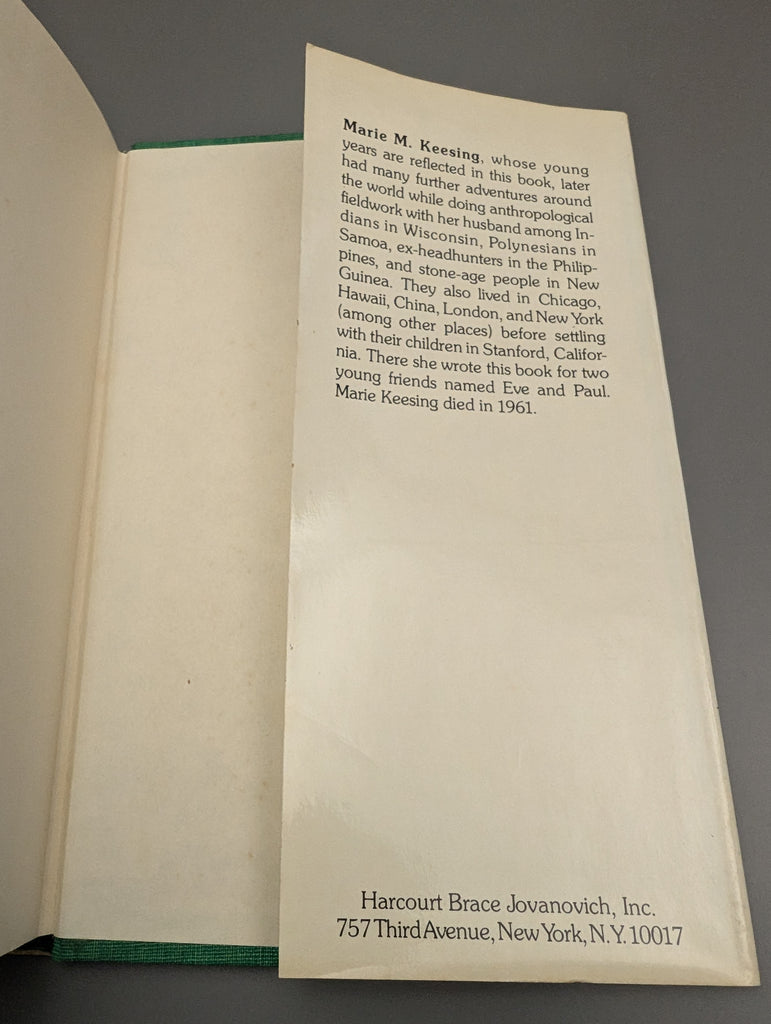 Marie M. Keesing, whose young
years are reflected in this book, later
had many further adventures around
the world while doing anthropological
fieldwork with her husband among In-
dians in Wisconsin, Polynesians in
Samoa, ex-headhunters in the Philip-
pines, and stone-age people in New
Guinea. They also lived in Chicago,
Hawaii, China, London, and New York
(among other places) before settling
with their children in Stanford, Califor-
nia. There she wrote this book for two
young friends named Eve and Paul.
Marie Keesing died in 1961.
Harcourt Brace Jovanovich, Inc.
757 Third Avenue, New York, N.Y. 10017